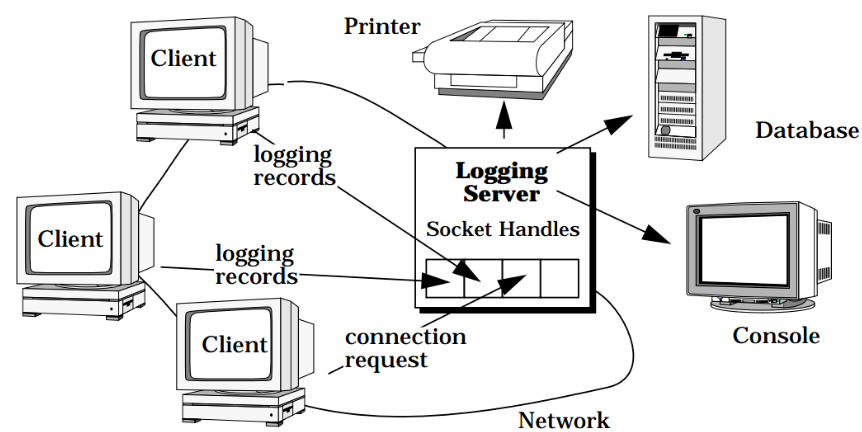 Printer
Client
Database
logging
records
Logging
Server
Socket Handles
Client
logging
records
Client
connection
request
Console
Network